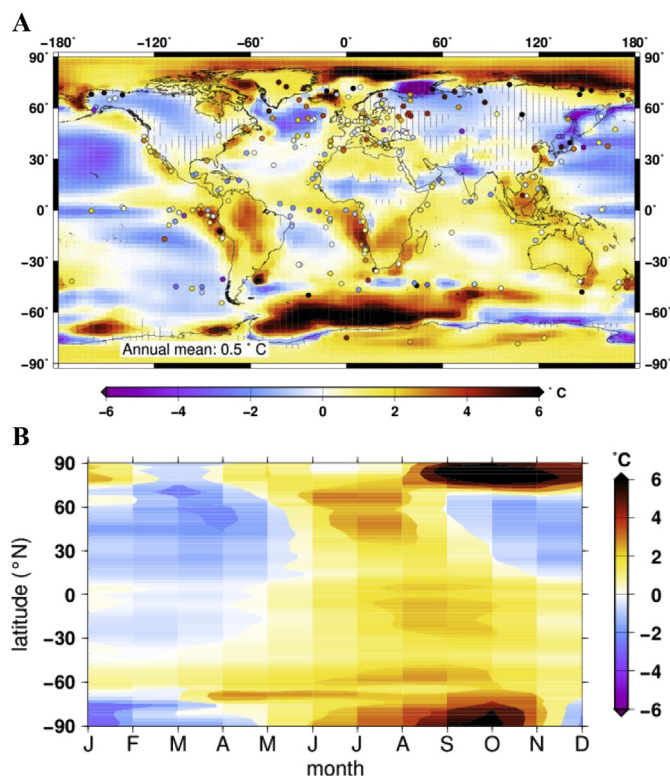 A
−180˚ −120˚ −60˚ 0˚ 60˚ 120˚ 180˚
90˚ 90˚
60˚ 60˚
30˚ 30˚
0˚ 0˚
−30˚ −30˚
−60˚ −60˚
Annual mean: 0.5 ˚ C
−90˚ −90˚
˚ C
−6 −4 −2 0 2 4 6
B
˚C
90
60
30
0
−30
−60
−90
latitude (°N)
6
4
2
0
−2
−4
−6
J F M A M J J A S O N D
month